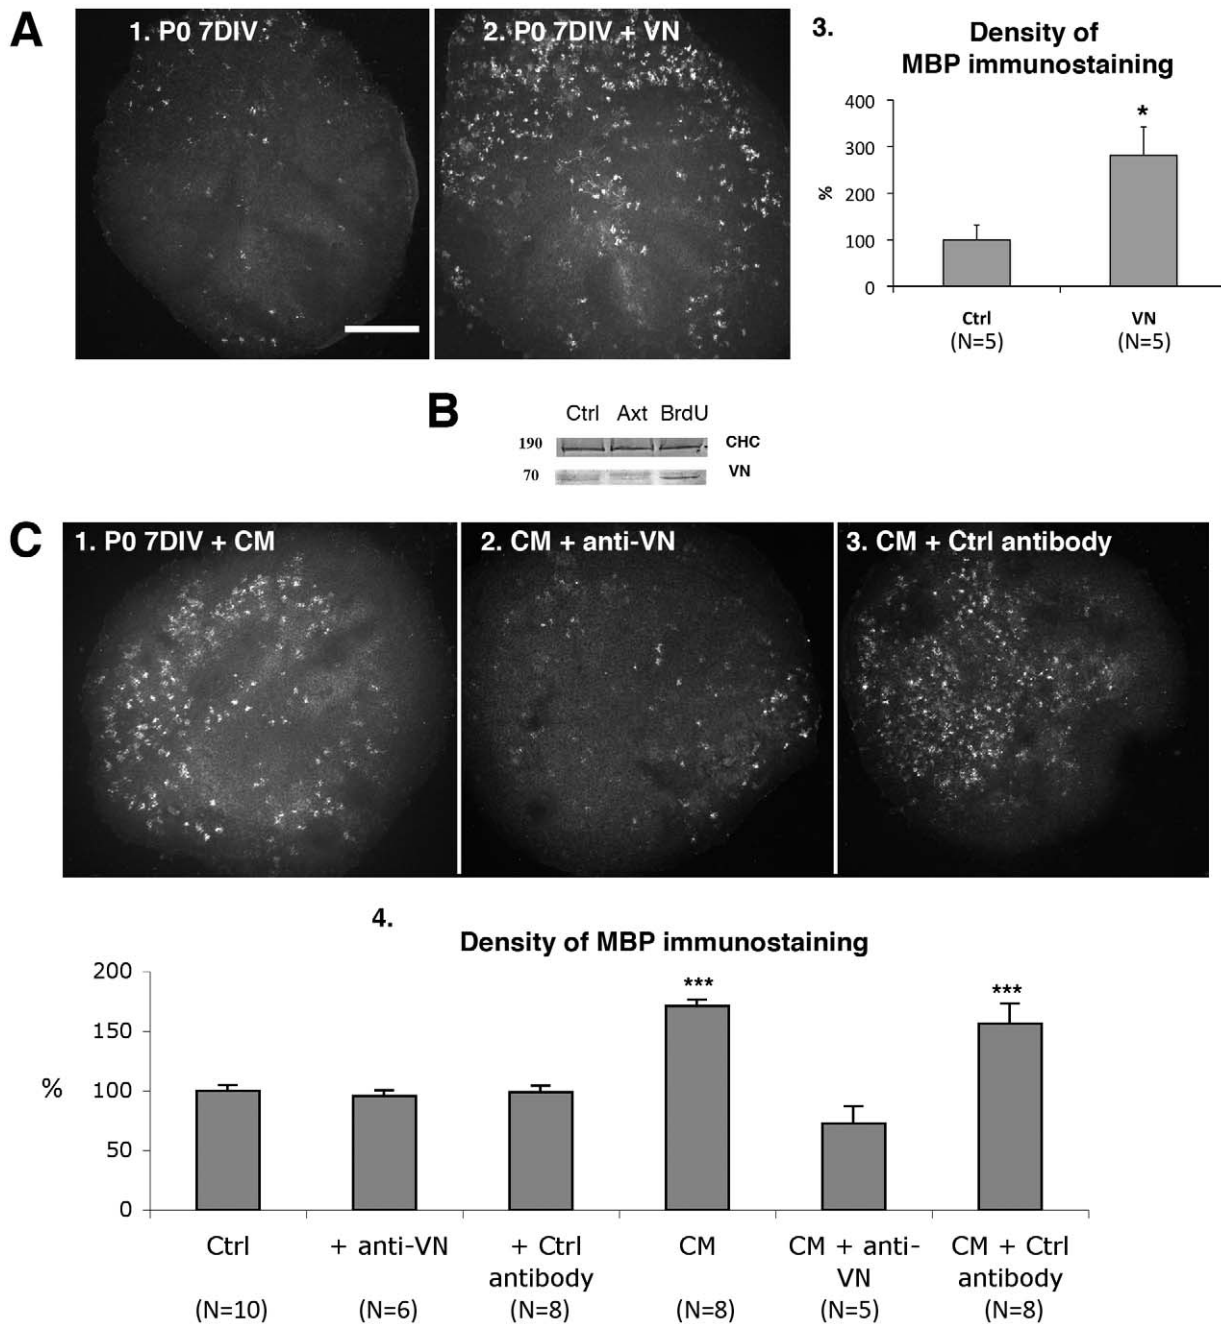 A
1. P0 7DIV
2. P0 7DIV + VN
3.
Density of
MBP immunostaining
400
300
200
100
0
%
*
Ctrl
(N=5)
VN
(N=5)
B
Ctrl Axt BrdU
190 CHC
70 VN
C
1. P0 7DIV + CM
2. CM + anti-VN
3. CM + Ctrl antibody
4.
Density of MBP immunostaining
200
150
100
50
0
%
***
***
Ctrl
(N=10)
+ anti-VN
(N=6)
+ Ctrl
antibody
(N=8)
CM
(N=8)
CM + anti-
VN
(N=5)
CM + Ctrl
antibody
(N=8)